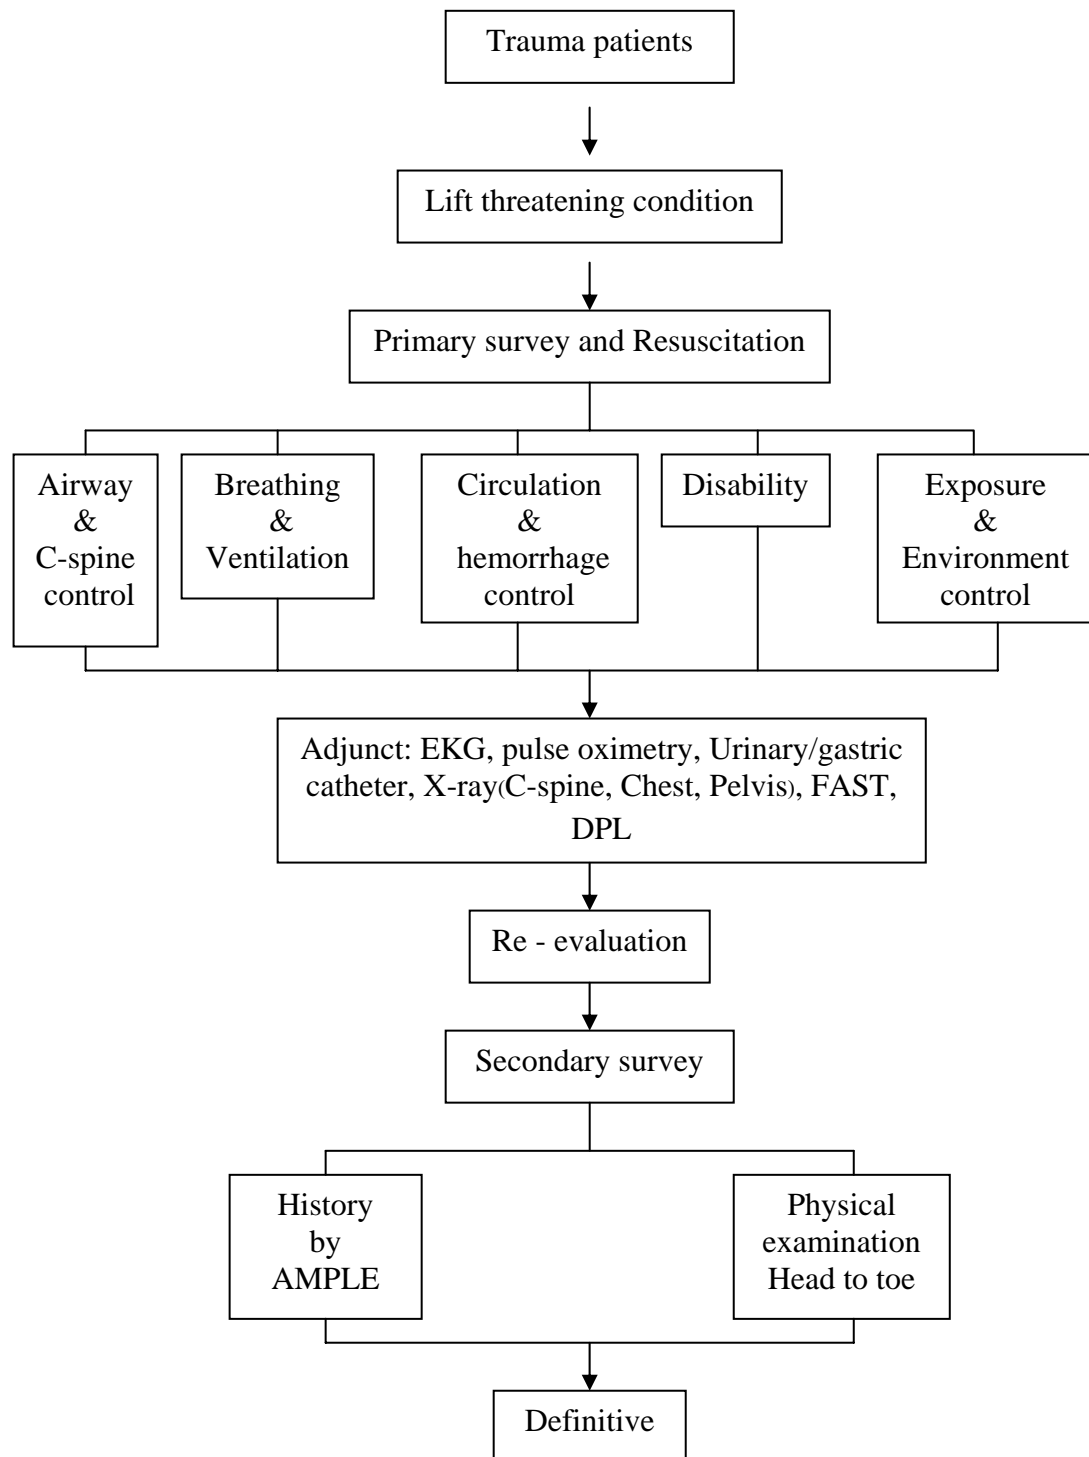 Trauma patients
Lift threatening condition
Primary survey and Resuscitation
Airway
&
C-spine
control
Breathing
&
Ventilation
Circulation
&
hemorrhage
control
Disability
Exposure
&
Environment
control
Adjunct: EKG, pulse oximetry, Urinary/gastric
catheter, X-ray(C-spine, Chest, Pelvis), FAST,
DPL
Re - evaluation
Secondary survey
History
by
AMPLE
Physical
examination
Head to toe
Definitive